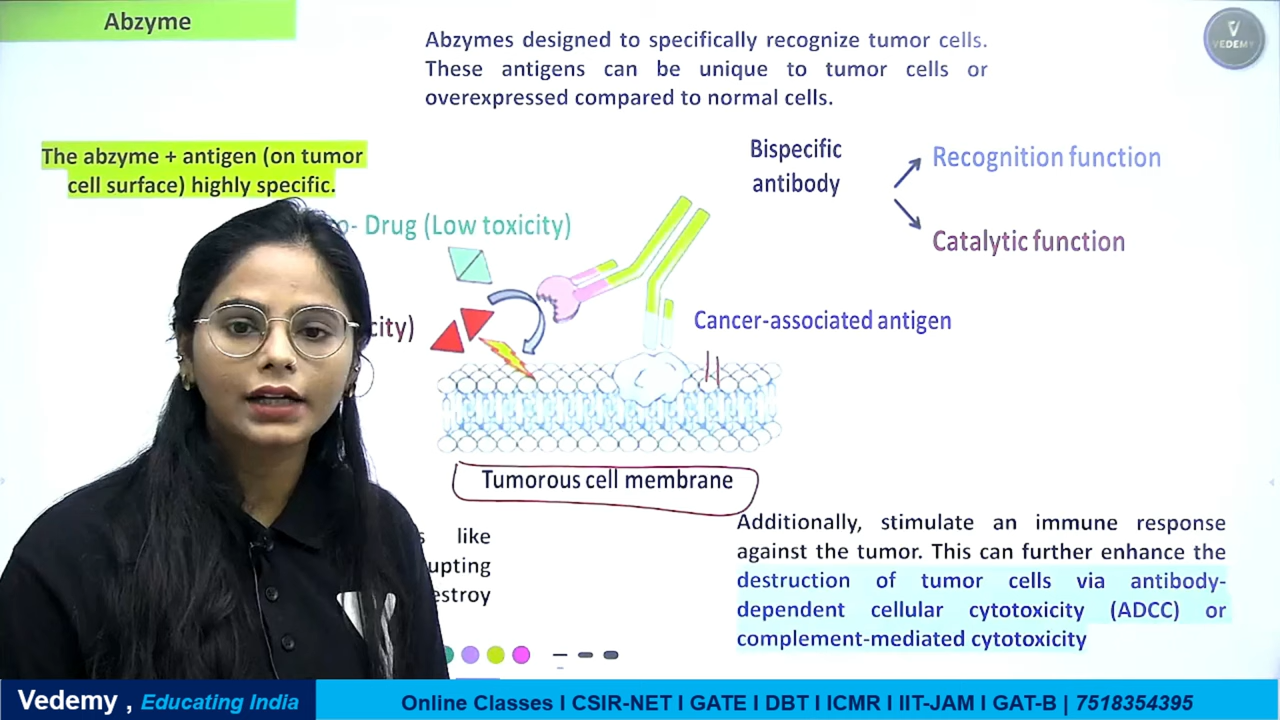 Abzyme
VEDEMY
Abzymes designed to specifically recognize tumor cells.
These antigens can be unique to tumor cells or
overexpressed compared to normal cells.
The abzyme + antigen (on tumor
cell surface) highly specific.
Bispecific
antibody
Recognition function
Catalytic function
- Drug (Low toxicity)
Cancer-associated antigen
Tumorous cell membrane
like
Additionally, stimulate an immune response
against the tumor. This can further enhance the
destruction of tumor cells via antibody-
dependent cellular cytotoxicity (ADCC) or
complement-mediated cytotoxicity
Vedemy , Educating India
Online Classes I CSIR-NET I GATE I DBT I ICMR I IIT-JAM I GAT-B | 7518354395